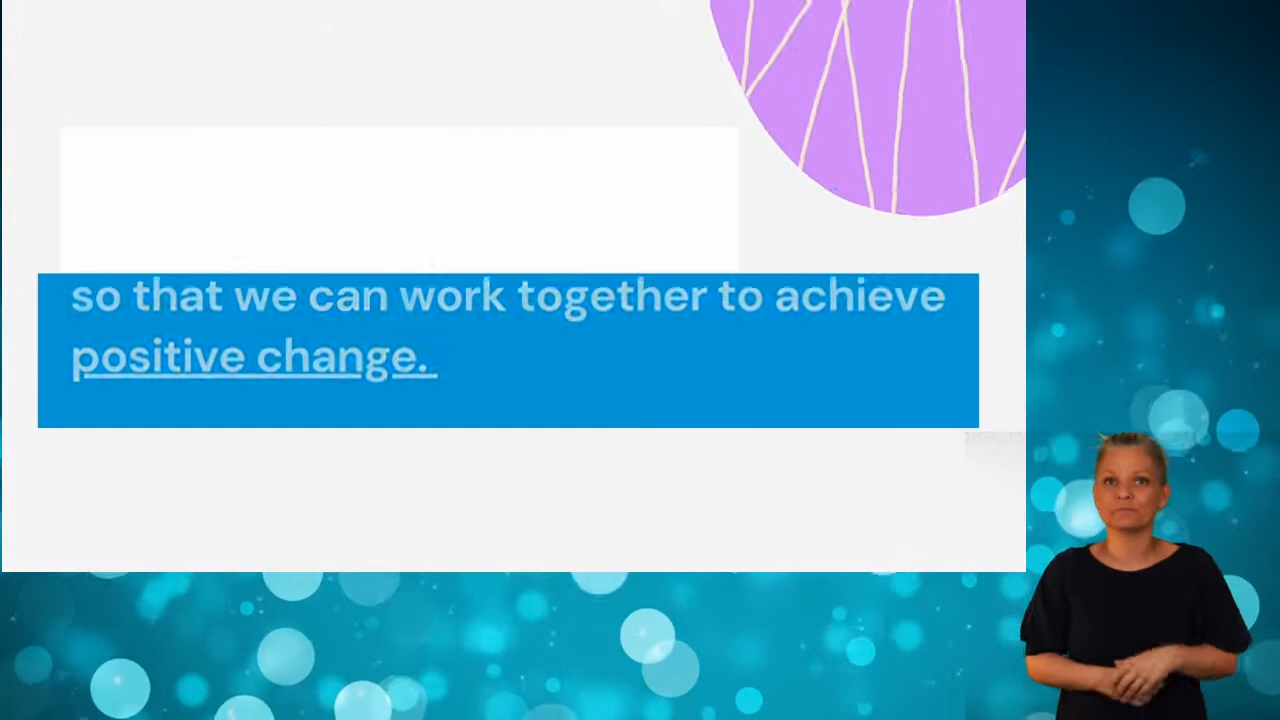 so that we can work together to achieve
positive change.